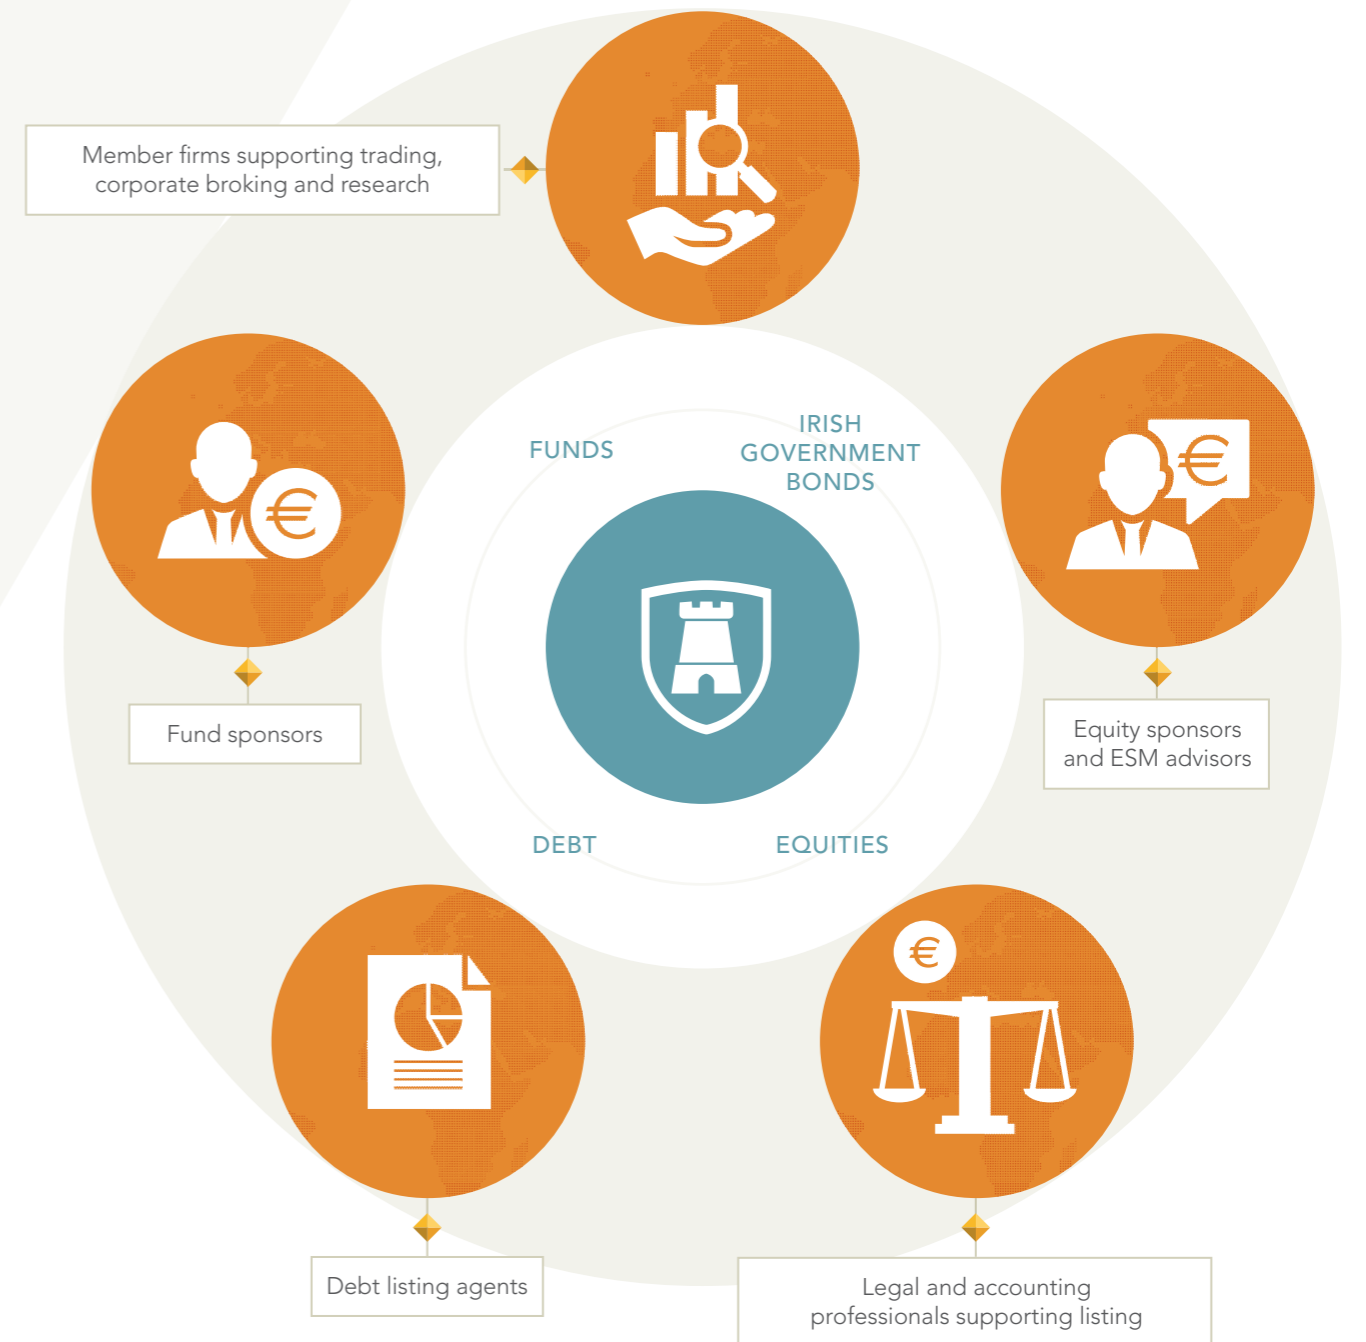 Member firms supporting trading,
corporate broking and research
FUNDS
IRISH
GOVERNMENT
BONDS
€
€
Fund sponsors
Equity sponsors
and ESM advisors
DEBT
EQUITIES
€
Debt listing agents
Legal and accounting
professionals supporting listing